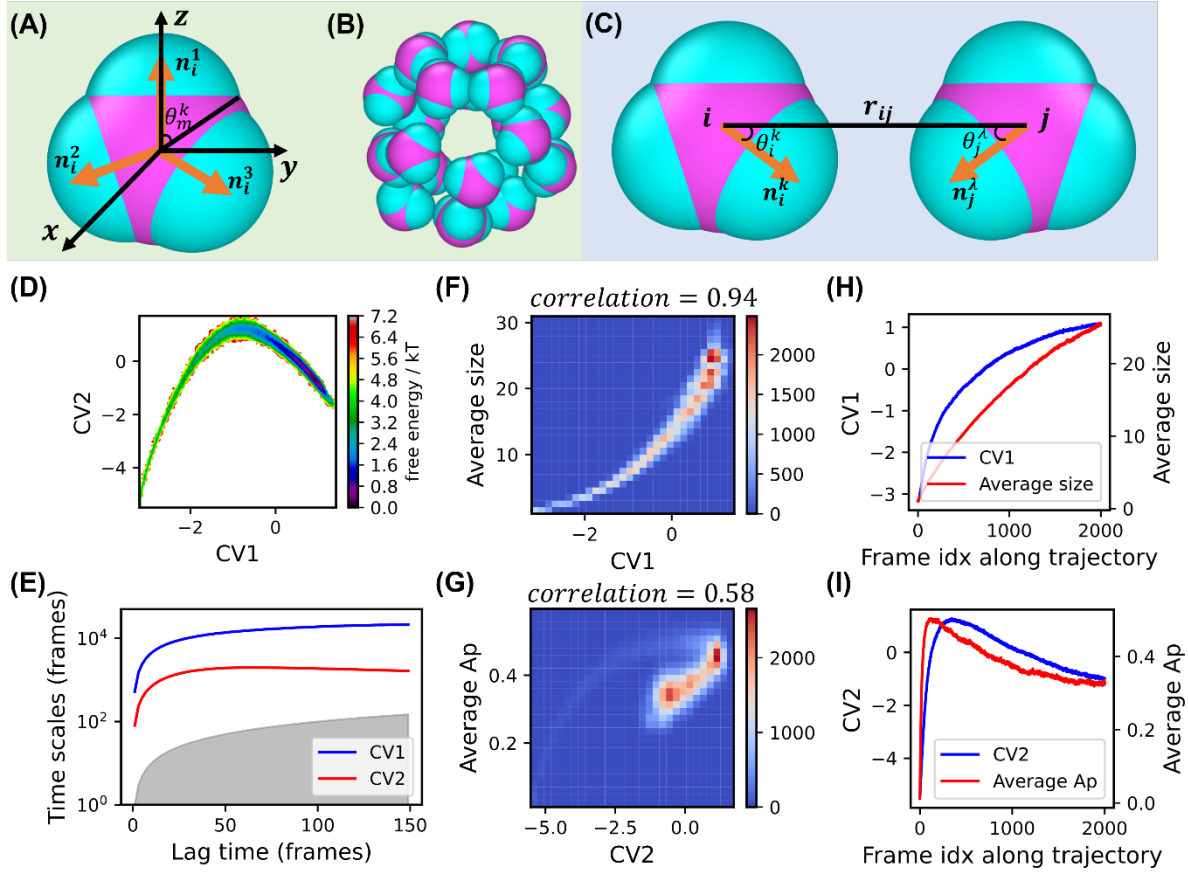 (A)
z
n_i^1
θ_m^k
n_i^2
n_i^3
y
x
(B)
(C)
i
r_ij
j
θ_i^k
θ_j^λ
n_i^k
n_j^λ
(D)
CV2
0
−2
−4
−2
0
CV1
7.2
6.4
5.6
4.8
4.0
3.2
2.4
1.6
0.8
0.0
free energy / kT
(E)
Time scales (frames)
10^4
10^2
10^0
0
50
100
150
Lag time (frames)
CV1
CV2
(F)
correlation = 0.94
Average size
30
20
10
−2
0
CV1
2000
1500
1000
500
0
(G)
correlation = 0.58
Average Ap
0.4
0.2
−5.0
−2.5
0.0
CV2
2000
1000
0
(H)
CV1
1
0
−1
−2
−3
20
10
0
Average size
CV1
Average size
0
1000
2000
Frame idx along trajectory
(I)
CV2
0
−2
−4
0.4
0.2
0.0
Average Ap
CV2
Average Ap
0
1000
2000
Frame idx along trajectory